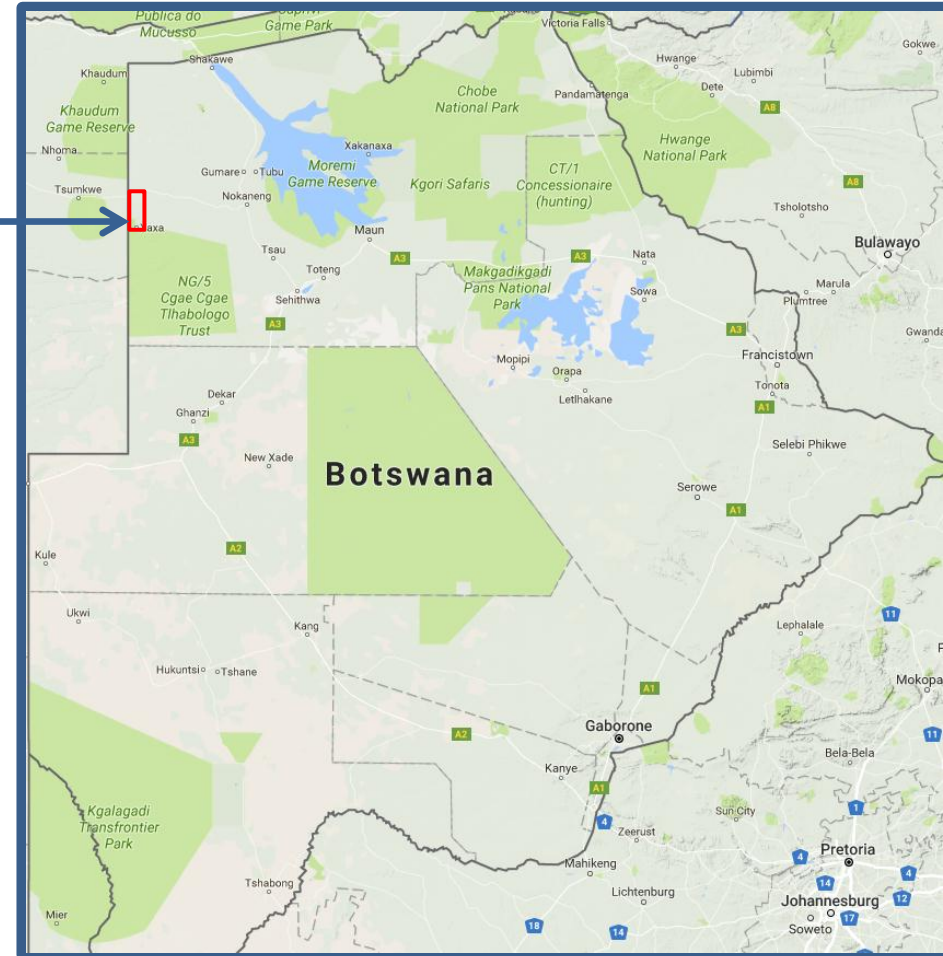 Pública do
Mucusso
Game Park
Victoria Falls
Gokwe
Shakawe
Hwange
Lubimbi
Khaudum
Chobe
National Park
Pandamatenga
Dete
A8
Khaudum
Game Reserve
Hwange
National Park
Nhoma
Xakanaxa
Gumare
Tubu
Moremi
Game Reserve
Kgori Safaris
CT/1
Concessionaire
(hunting)
A8
Tsumkwe
Nokaneng
Tsholotsho
Maun
Bulawayo
Tsau
A3
A3
Nata
Toteng
NG/5
Cgae Cgae
Tlhabologo
Trust
Sehithwa
Makgadikgadi
Pans National
Park
Sowa
Marula
Plumtree
A3
A3
Gwanda
Mopipi
Orapa
Francistown
Letlhakane
Tonota
Dekar
A1
Ghanzi
A3
Selebi Phikwe
New Xade
Botswana
Serowe
A1
A2
Kule
Ukwi
Kang
11
Lephalale
Hukuntsi
Tshane
Mokopa
A1
Gaborone
A2
11
Bela-Bela
Kanye
A1
Kgalagadi
Transfrontier
Park
4
Sun City
1
Zeerust
Pretoria
4
4
Mahikeng
Tshabong
14
Lichtenburg
Johannesburg
12
Mier
Soweto
17
18
14